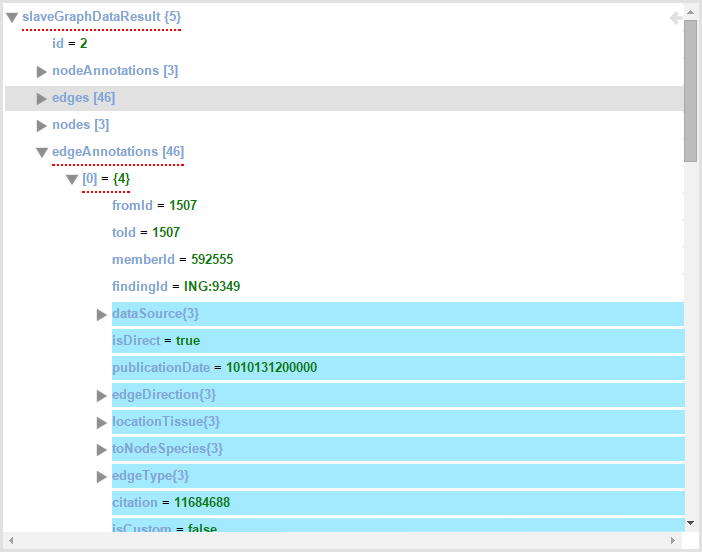 slaveGraphDataResult {5}
id = 2
nodeAnnotations [3]
edges [46]
nodes [3]
edgeAnnotations [46]
[0] = {4}
fromId = 1507
toId = 1507
memberId = 592555
findingId = ING:9349
dataSource{3}
isDirect = true
publicationDate = 1010131200000
edgeDirection{3}
locationTissue{3}
toNodeSpecies{3}
edgeType{3}
citation = 11684688
isCustom = false